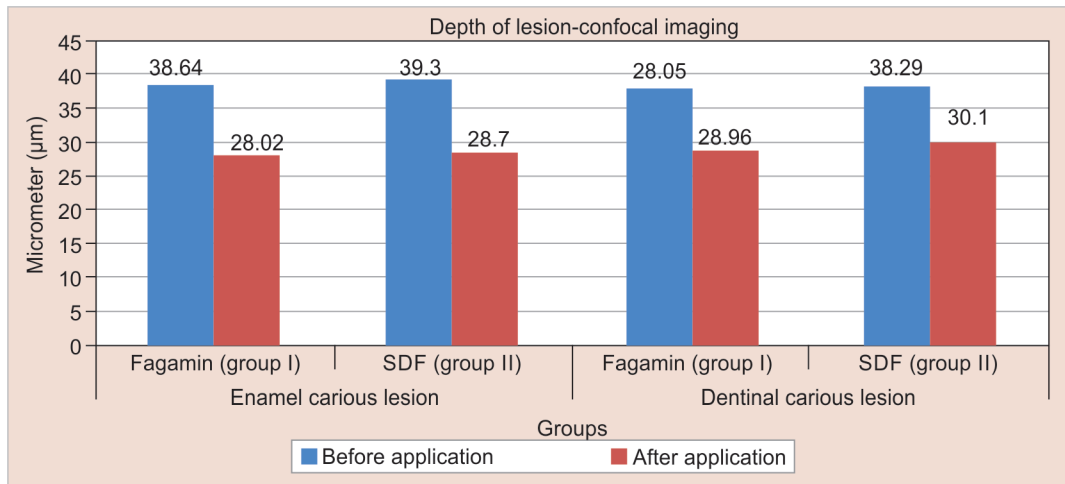 Depth of lesion-confocal imaging
Micrometer (µm)
45
40
35
30
25
20
15
10
5
0
38.64
28.02
39.3
28.7
28.05
28.96
38.29
30.1
Fagamin (group I)
SDF (group II)
Fagamin (group I)
SDF (group II)
Enamel carious lesion
Dentinal carious lesion
Groups
Before application
After application